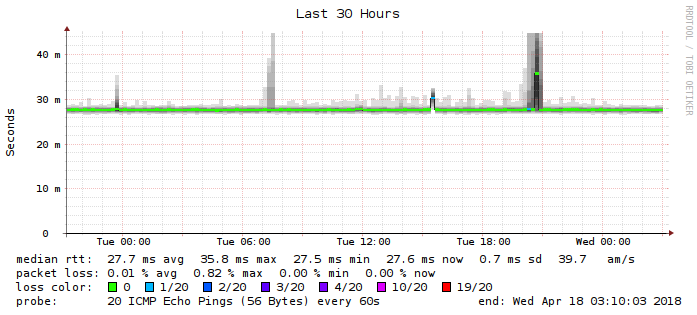 Last 30 Hours
RRDTOOL / TOBI OETIKER
Seconds
40 m
30 m
20 m
10 m
0
Tue 00:00 Tue 06:00 Tue 12:00 Tue 18:00 Wed 00:00
median rtt: 27.7 ms avg 35.8 ms max 27.5 ms min 27.6 ms now 0.7 ms sd 39.7 am/s
packet loss: 0.01 % avg 0.82 % max 0.00 % min 0.00 % now
loss color: 0 1/20 2/20 3/20 4/20 10/20 19/20
probe: 20 ICMP Echo Pings (56 Bytes) every 60s end: Wed Apr 18 03:10:03 2018